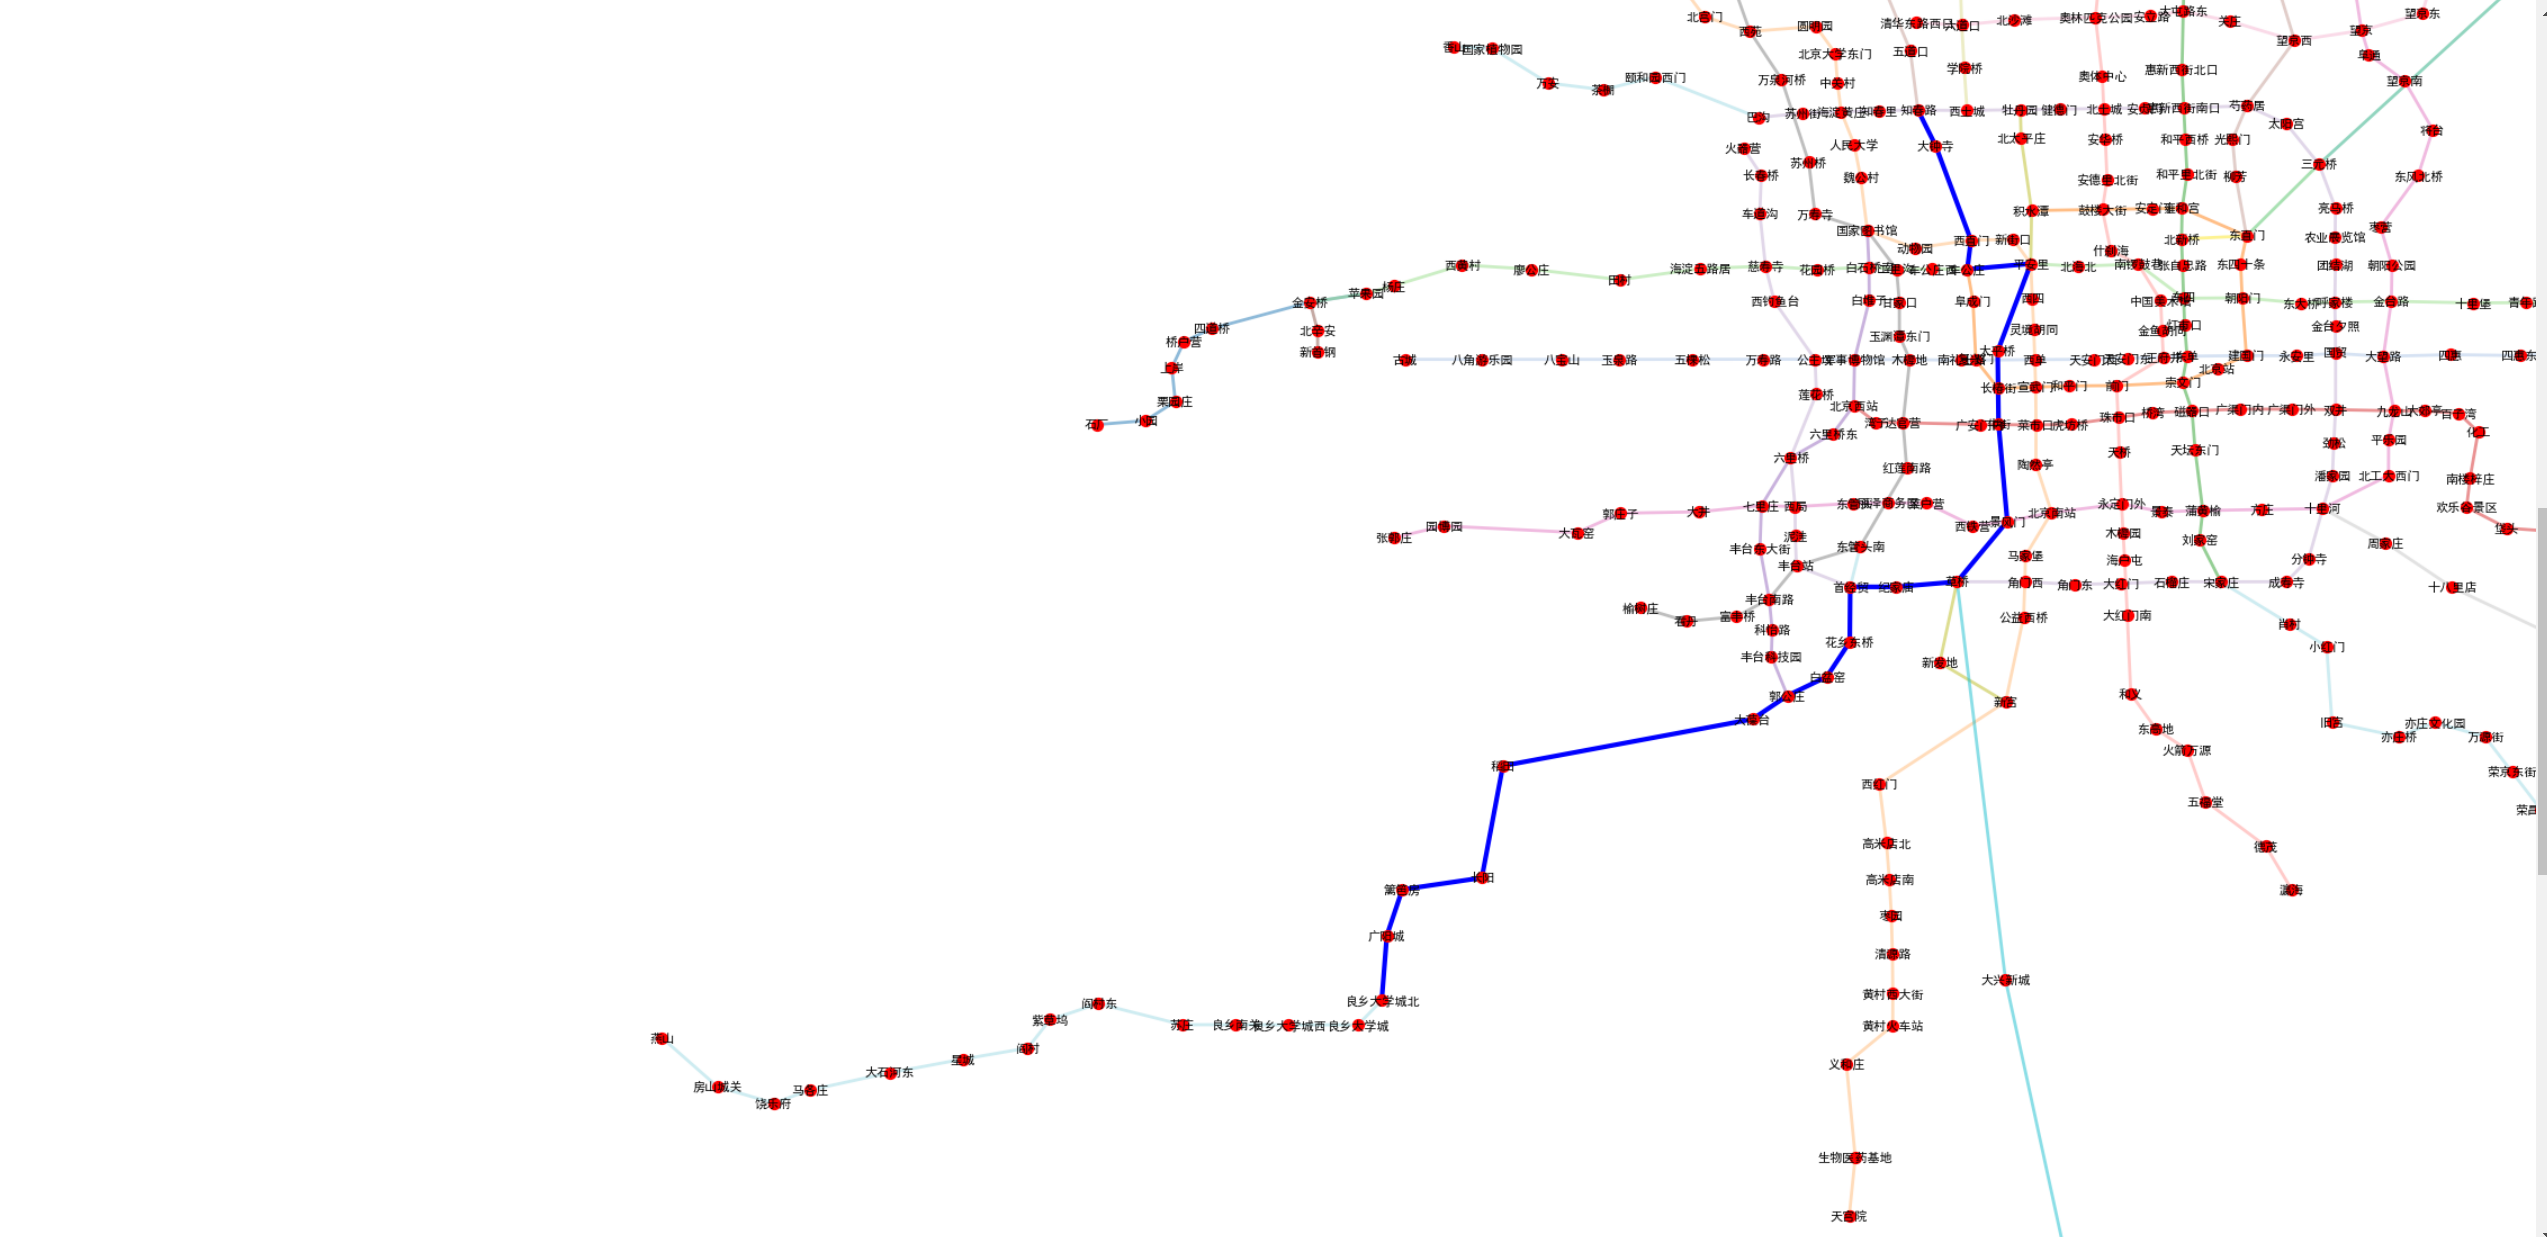 北宫门
西苑
圆明园
清华东路西口
六道口
北沙滩
奥林匹克公园
安立路
大屯路东
关庄
望京西
望京
望京东
香山
国家植物园
北京大学东门
五道口
阜通
万安
茶棚
颐和园西门
万泉河桥
中关村
学院桥
奥体中心
惠新西街北口
望京南
巴沟
苏州街
海淀黄庄
知春里
知春路
西土城
牡丹园
健德门
北土城
安贞门
惠新西街南口
芍药居
太阳宫
将台
火器营
人民大学
大钟寺
北太平庄
安华桥
和平西桥
光熙门
长春桥
苏州桥
魏公村
安德里北街
和平里北街
柳芳
三元桥
东风北桥
车道沟
万寿寺
国家图书馆
积水潭
鼓楼大街
安定门
雍和宫
亮马桥
枣营
动物园
西直门
新街口
什刹海
北新桥
东直门
农业展览馆
西黄村
廖公庄
田村
海淀五路居
慈寿寺
花园桥
白石桥南
二里沟
车公庄西
车公庄
平安里
北海北
南锣鼓巷
张自忠路
东四十条
团结湖
朝阳公园
金安桥
苹果园
杨庄
西钓鱼台
白堆子
甘家口
阜成门
西四
中国美术馆
东四
朝阳门
东大桥
呼家楼
金台路
十里堡
青年路
四道桥
桥户营
北辛安
新首钢
玉渊潭东门
灵境胡同
金鱼胡同
灯市口
金台夕照
上岸
古城
八角游乐园
八宝山
玉泉路
五棵松
万寿路
公主坟
军事博物馆
木樨地
南礼士路
复兴门
太平桥
西单
天安门西
天安门东
王府井
东单
建国门
永安里
国贸
大望路
四惠
四惠东
北京站
栗园庄
小园
石厂
莲花桥
北京西站
长椿街
宣武门
和平门
前门
崇文门
六里桥东
湾子
达官营
广安门内
牛街
菜市口
虎坊桥
珠市口
桥湾
磁器口
广渠门内
广渠门外
双井
九龙山
大郊亭
百子湾
化工
六里桥
红莲南路
陶然亭
天桥
天坛东门
劲松
平乐园
潘家园
北工大西门
南楼梓庄
张郭庄
园博园
大瓦窑
郭庄子
大井
七里庄
西局
东管头
丽泽商务区
菜户营
西铁营
景风门
北京南站
永定门外
景泰
蒲黄榆
方庄
十里河
欢乐谷景区
垡头
泥洼
丰台东大街
丰台站
东管头南
马家堡
木樨园
海户屯
刘家窑
分钟寺
周家庄
首经贸
纪家庙
草桥
角门西
角门东
大红门
石榴庄
宋家庄
成寿寺
十八里店
榆树庄
看丹
富丰桥
丰台南路
科怡路
丰台科技园
花乡东桥
公益西桥
大红门南
肖村
小红门
白盆窑
郭公庄
大葆台
新发地
新宫
和义
东高地
火箭万源
旧宫
亦庄桥
亦庄文化园
万源街
荣京东街
稻田
西红门
五福堂
荣昌
长阳
篱笆房
高米店北
高米店南
德茂
瀛海
广阳城
枣园
清源路
大兴新城
良乡大学城北
黄村西大街
黄村火车站
燕山
房山城关
饶乐府
马各庄
大石河东
星城
阎村
紫草坞
阎村东
苏庄
良乡南关
良乡大学城西
良乡大学城
义和庄
生物医药基地
天宫院